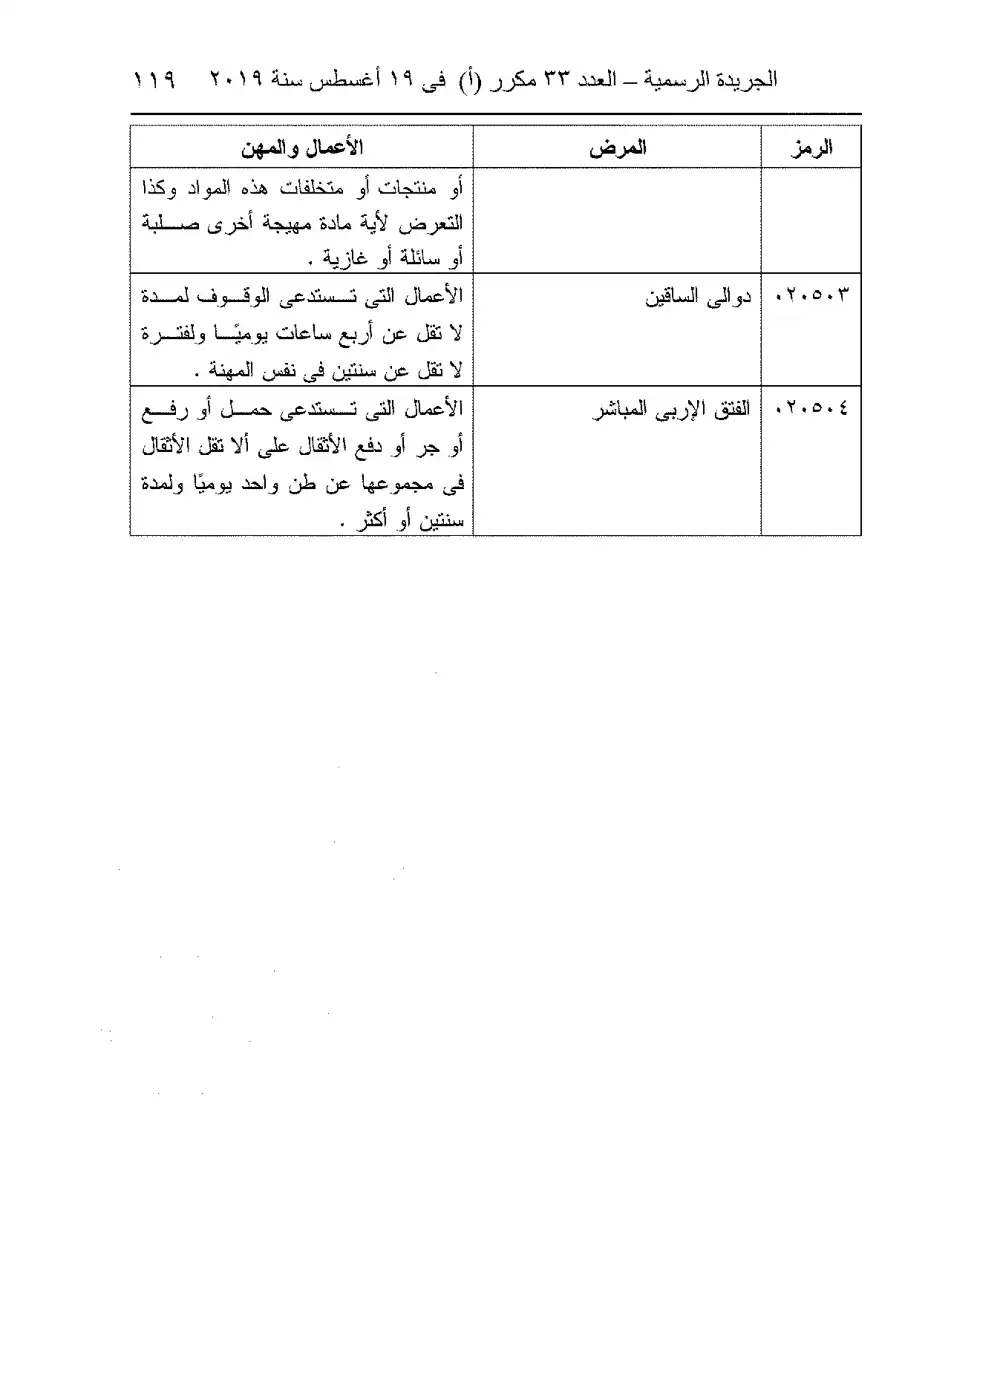 الجريدة الرسمية – العدد ٣٣ مكرر (أ) فى ١٩ أغسطس سنة ٢٠١٩ ١١٩
الرمز المرض الأعمال والمهن
أو منتجات أو متخلفات هذه المواد وكذا
التعرض لأية مادة مهيجة أخرى صلبة
أو سائلة أو غازية .
٠٢٠٥٠٣ دوالى الساقين الأعمال التى تستدعى الوقوف لمدة
لا تقل عن أربع ساعات يوميًا ولفترة
لا تقل عن سنتين فى نفس المهنة .
٠٢٠٥٠٤ الفتق الإربى المباشر الأعمال التى تستدعى حمل أو رفع
أو جر أو دفع الأثقال على ألا تقل الأثقال
فى مجموعها عن طن واحد يوميًا ولمدة
سنتين أو أكثر .